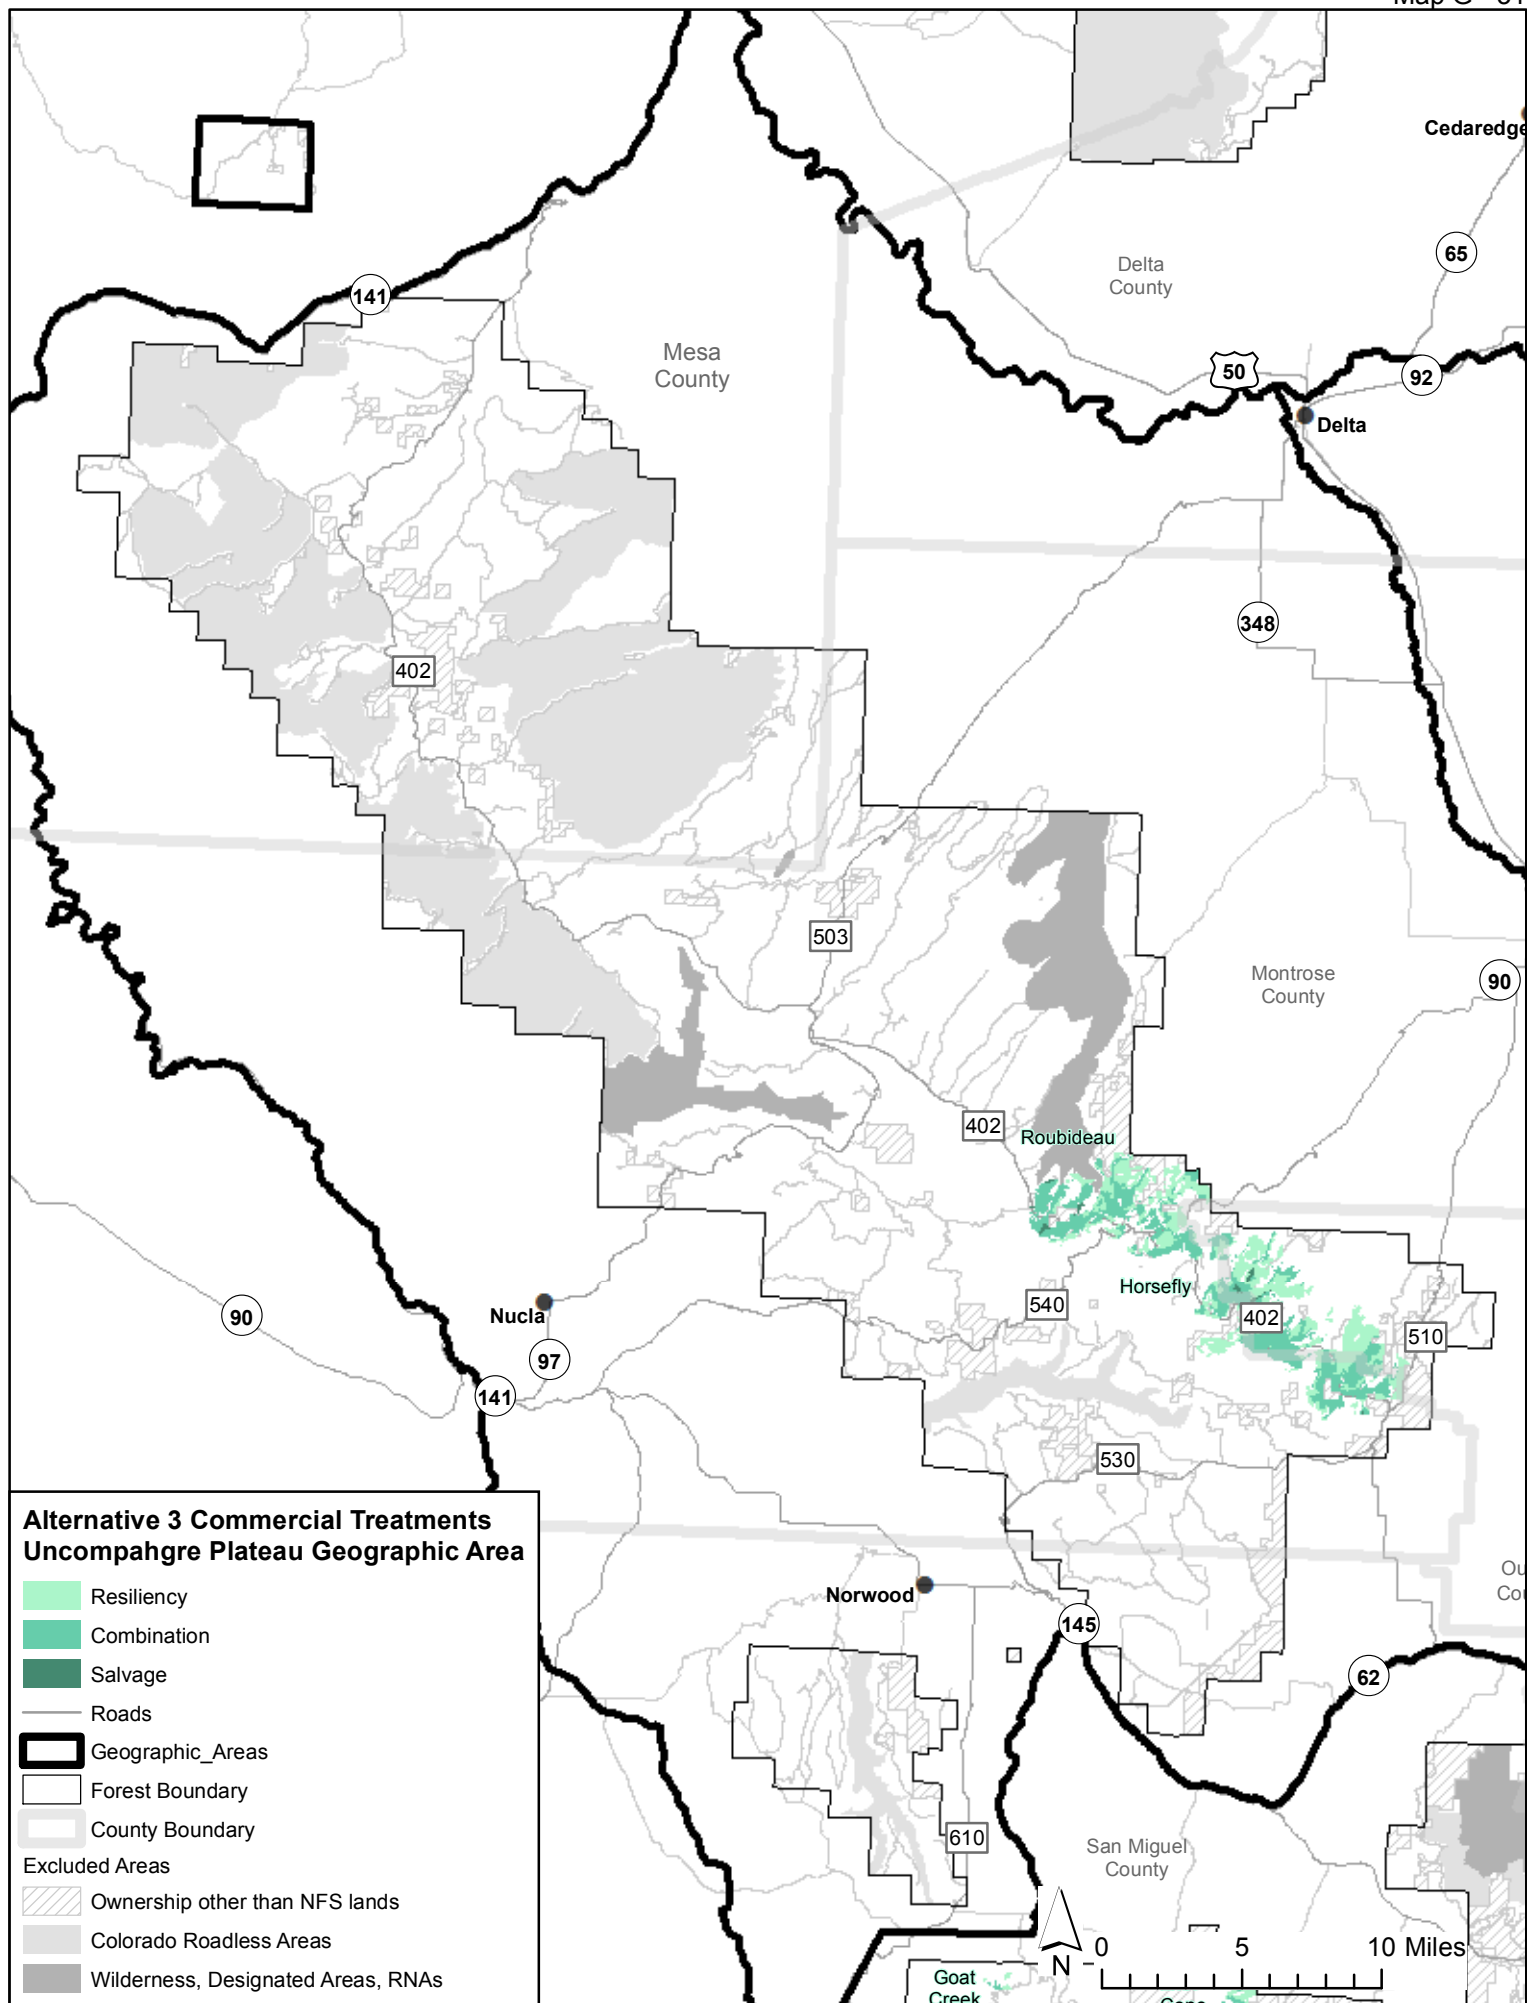 Cedaredge
65
Delta
County
141
Mesa
County
50
92
Delta
348
402
503
Montrose
County
90
402
Roubideau
Horsefly
540
402
510
Nucla
90
97
141
530
Norwood
145
62
610
San Miguel
County
Goat
Creek
0 5 10 Miles
N
Alternative 3 Commercial Treatments
Uncompahgre Plateau Geographic Area
Resiliency
Combination
Salvage
Roads
Geographic_Areas
Forest Boundary
County Boundary
Excluded Areas
Ownership other than NFS lands
Colorado Roadless Areas
Wilderness, Designated Areas, RNAs